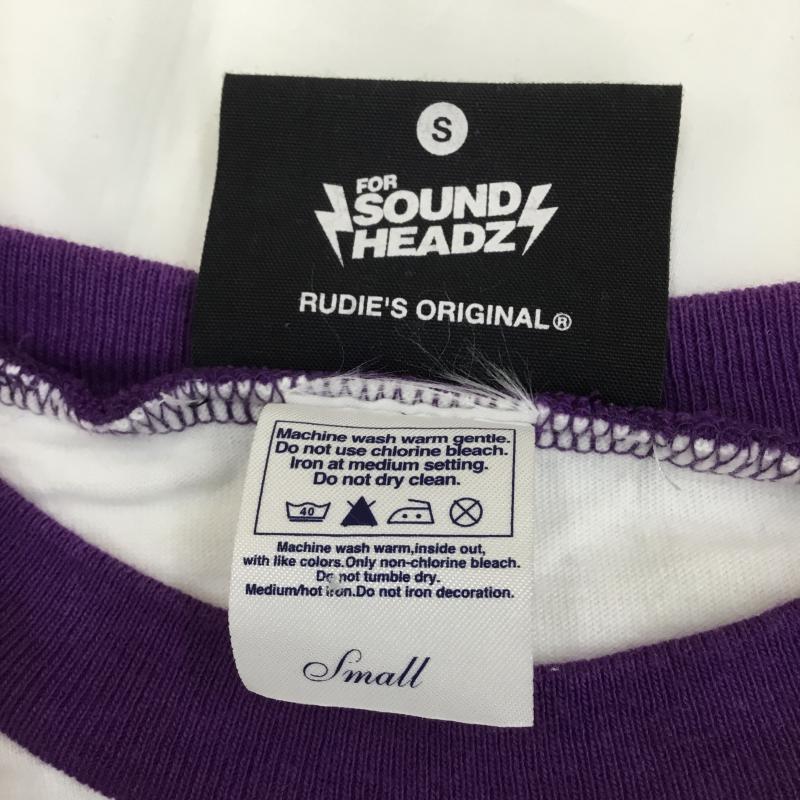 S
FOR
SOUND
HEADZ
RUDIE'S ORIGINAL®
Machine wash warm gentle.
Do not use chlorine bleach.
Iron at medium setting.
Do not dry clean.
40
Machine wash warm,inside out,
with like colors.Only non-chlorine bleach.
Do not tumble dry.
Medium/hot iron.Do not iron decoration.
Small